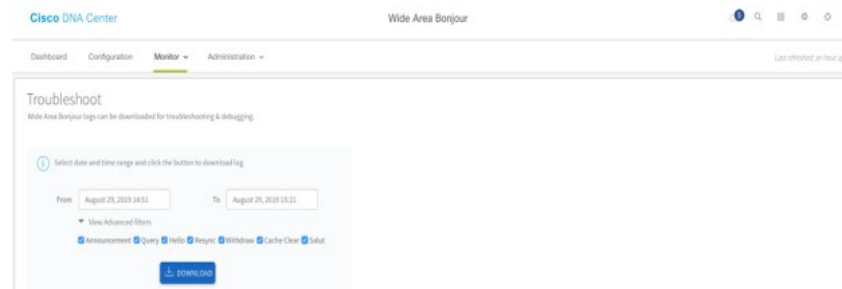 Cisco DNA Center Wide Area Bonjour
Dashboard Configuration Monitor Administration Last refreshed: an hour a
Troubleshoot
Wide Area Bonjour logs can be downloaded for troubleshooting & debugging.
Select date and time range and click the button to download log
From August 29, 2019 14:51 To August 29, 2019 15:21
View Advanced filters
Announcement Query Hello Resync Withdraw Cache Clear Salut
DOWNLOAD